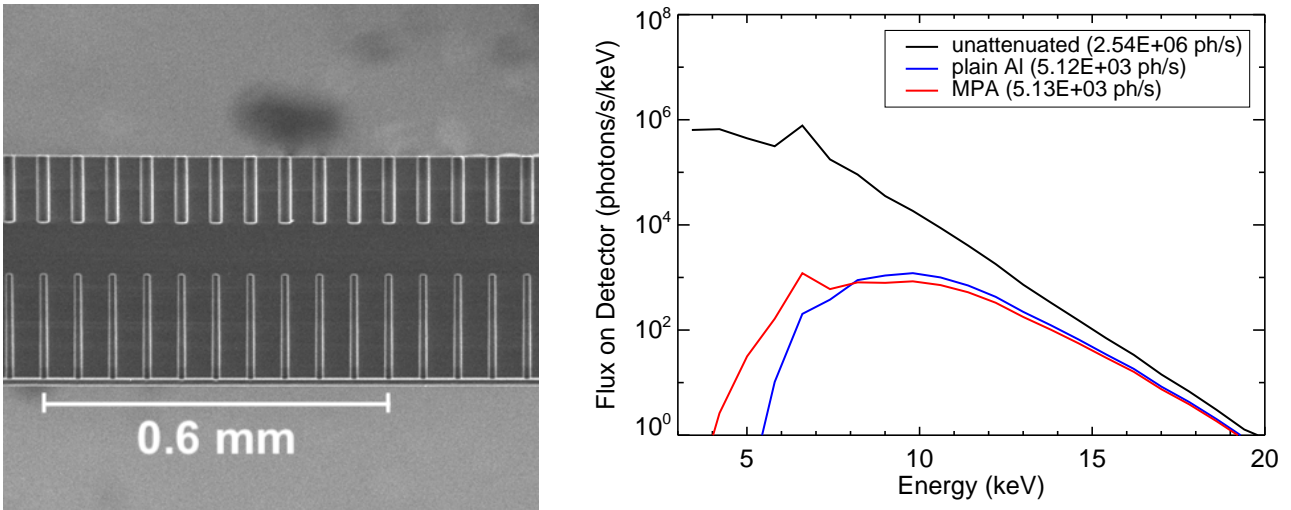 0.6 mm
10^8
10^6
10^4
10^2
10^0
Flux on Detector (photons/s/keV)
unattenuated (2.54E+06 ph/s)
plain Al (5.12E+03 ph/s)
MPA (5.13E+03 ph/s)
5 10 15 20
Energy (keV)